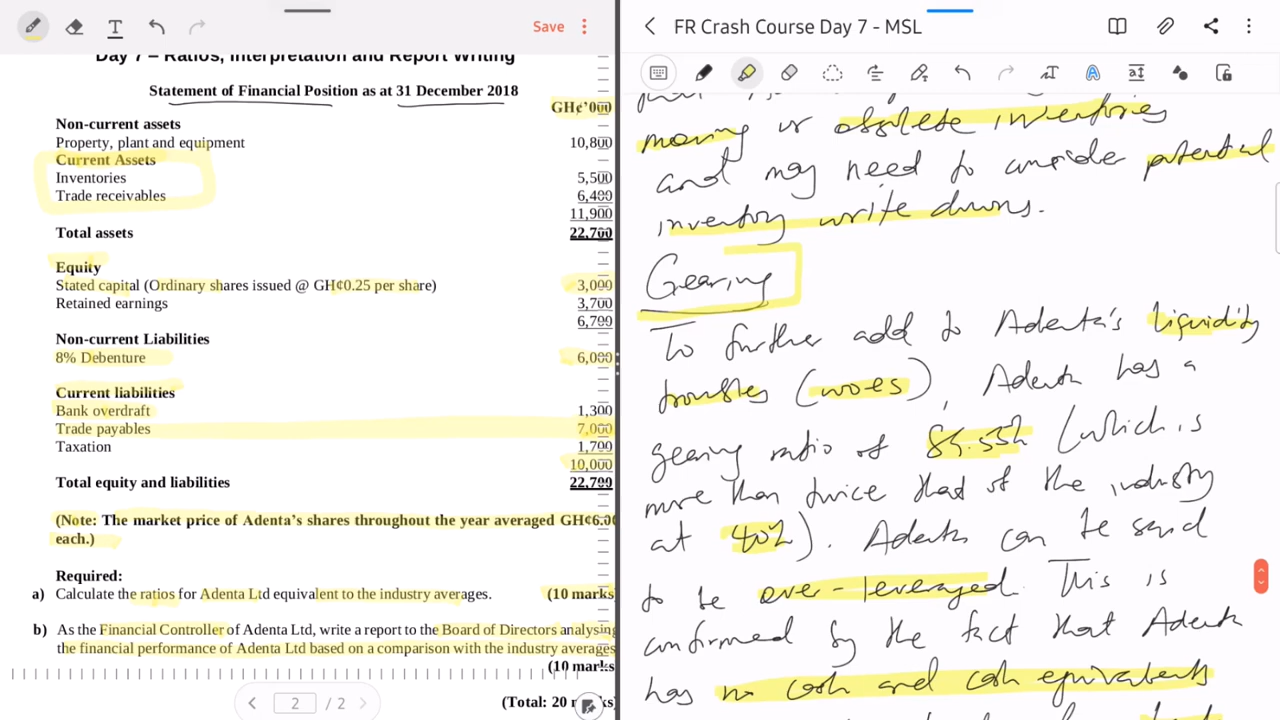 Save
Day 7 – Ratios, Interpretation and Report Writing
Statement of Financial Position as at 31 December 2018
GH¢'000
Non-current assets
Property, plant and equipment 10,800
Current Assets
Inventories 5,500
Trade receivables 6,400
11,900
Total assets 22,700
Equity
Stated capital (Ordinary shares issued @ GH¢0.25 per share) 3,000
Retained earnings 3,700
6,700
Non-Current Liabilities
8% Debenture 6,000
Current liabilities
Bank overdraft 1,300
Trade payables 7,000
Taxation 1,700
10,000
Total equity and liabilities 22,700
(Note: The market price of Adenta's shares throughout the year averaged GH¢6.00
each.)
Required:
a) Calculate the ratios for Adenta Ltd equivalent to the industry averages. (10 marks
b) As the Financial Controller of Adenta Ltd, write a report to the Board of Directors analysing
the financial performance of Adenta Ltd based on a comparison with the industry averages
(10 marks
(Total: 20
2 / 2
FR Crash Course Day 7 - MSL
moving or obsolete inventories
and may need to consider potential
inventory write downs.
Gearing
To further add to Adenta's liquidity
troubles (woes), Adenta has a
gearing ratio of (which is
more than twice that of the industry
at 40%). Adenta can be said
to be over-leveraged. This is
confirmed by the fact that Adenta
has no cash and cash equivalents